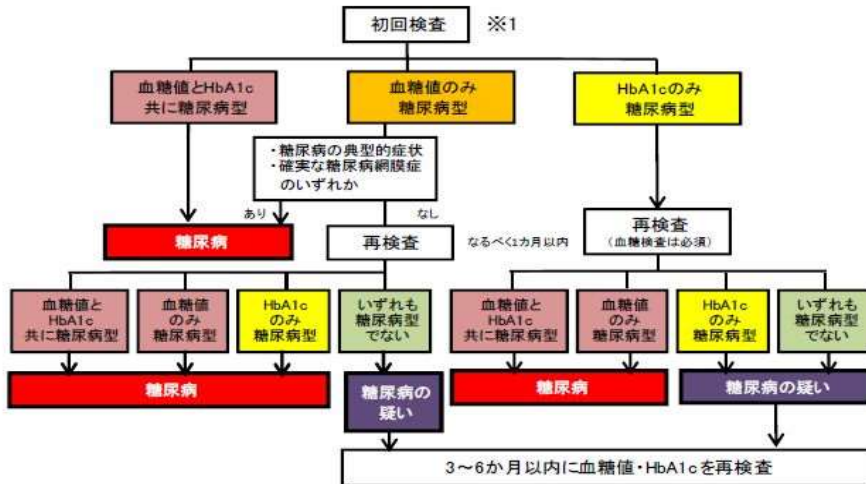 初回検査
※1
血糖値とHbA1c
共に糖尿病型
血糖値のみ
糖尿病型
HbA1cのみ
糖尿病型
・糖尿病の典型的症状
・確実な糖尿病網膜症
のいずれか
あり
なし
糖尿病
再検査
なるべく1カ月以内
再検査
（血糖検査は必須）
血糖値と
HbA1c
共に糖尿病型
血糖値
のみ
糖尿病型
HbA1c
のみ
糖尿病型
いずれも
糖尿病型
でない
血糖値と
HbA1c
共に糖尿病型
血糖値
のみ
糖尿病型
HbA1c
のみ
糖尿病型
いずれも
糖尿病型
でない
糖尿病
糖尿病の
疑い
糖尿病
糖尿病の疑い
3～6か月以内に血糖値・HbA1cを再検査